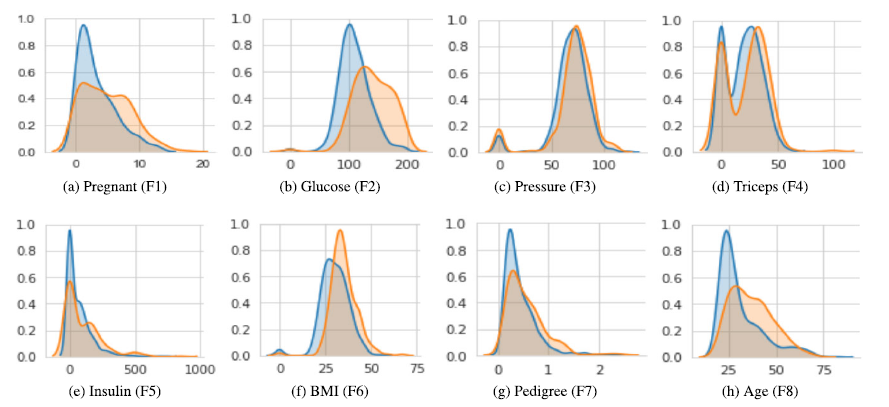 1.0 1.0 1.0 1.0
0.8 0.8 0.8 0.8
0.6 0.6 0.6 0.6
0.4 0.4 0.4 0.4
0.2 0.2 0.2 0.2
0.0 0.0 0.0 0.0
0 10 20 0 100 200 0 50 100 0 50 100
(a) Pregnant (F1) (b) Glucose (F2) (c) Pressure (F3) (d) Triceps (F4)
1.0 1.0 1.0 1.0
0.8 0.8 0.8 0.8
0.6 0.6 0.6 0.6
0.4 0.4 0.4 0.4
0.2 0.2 0.2 0.2
0.0 0.0 0.0 0.0
0 500 1000 0 25 50 75 0 1 2 25 50 75
(e) Insulin (F5) (f) BMI (F6) (g) Pedigree (F7) (h) Age (F8)